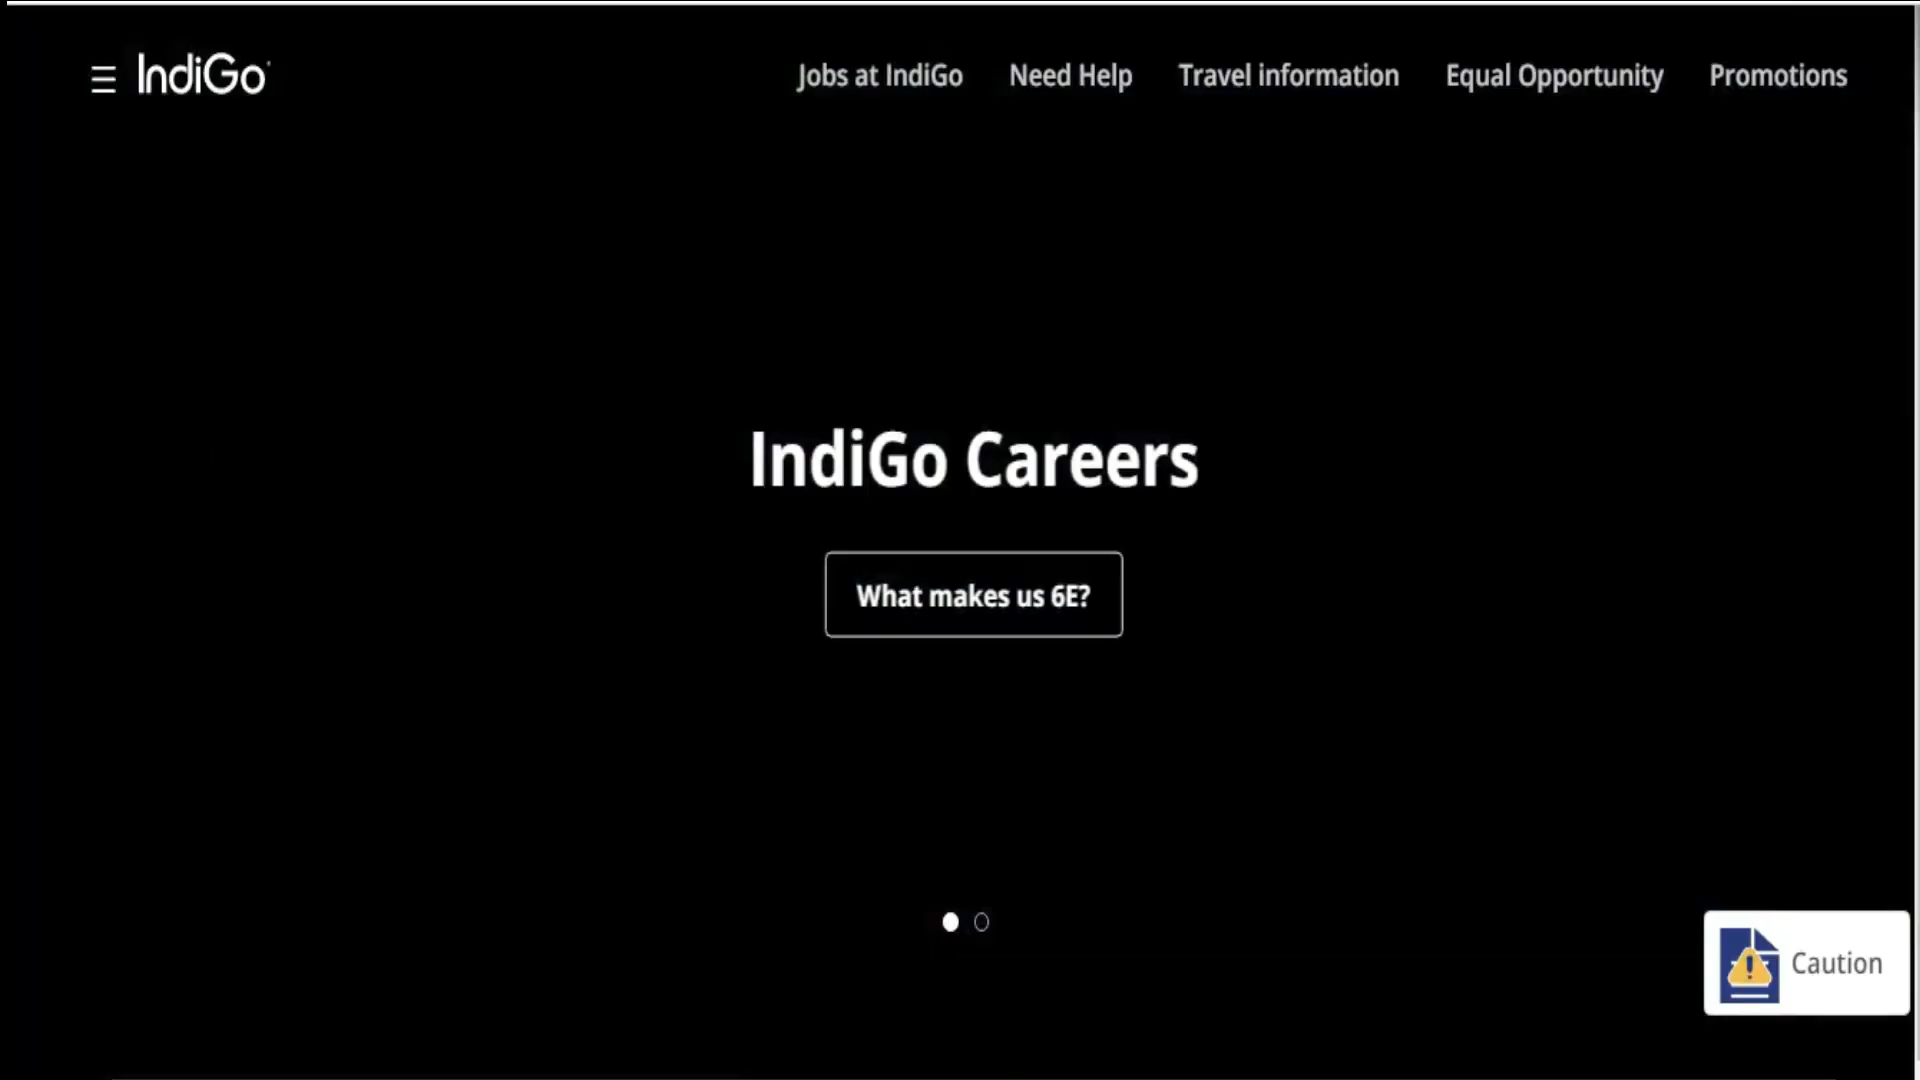 IndiGo
Jobs at IndiGo
Need Help
Travel information
Equal Opportunity
Promotions
IndiGo Careers
What makes us 6E?
Caution